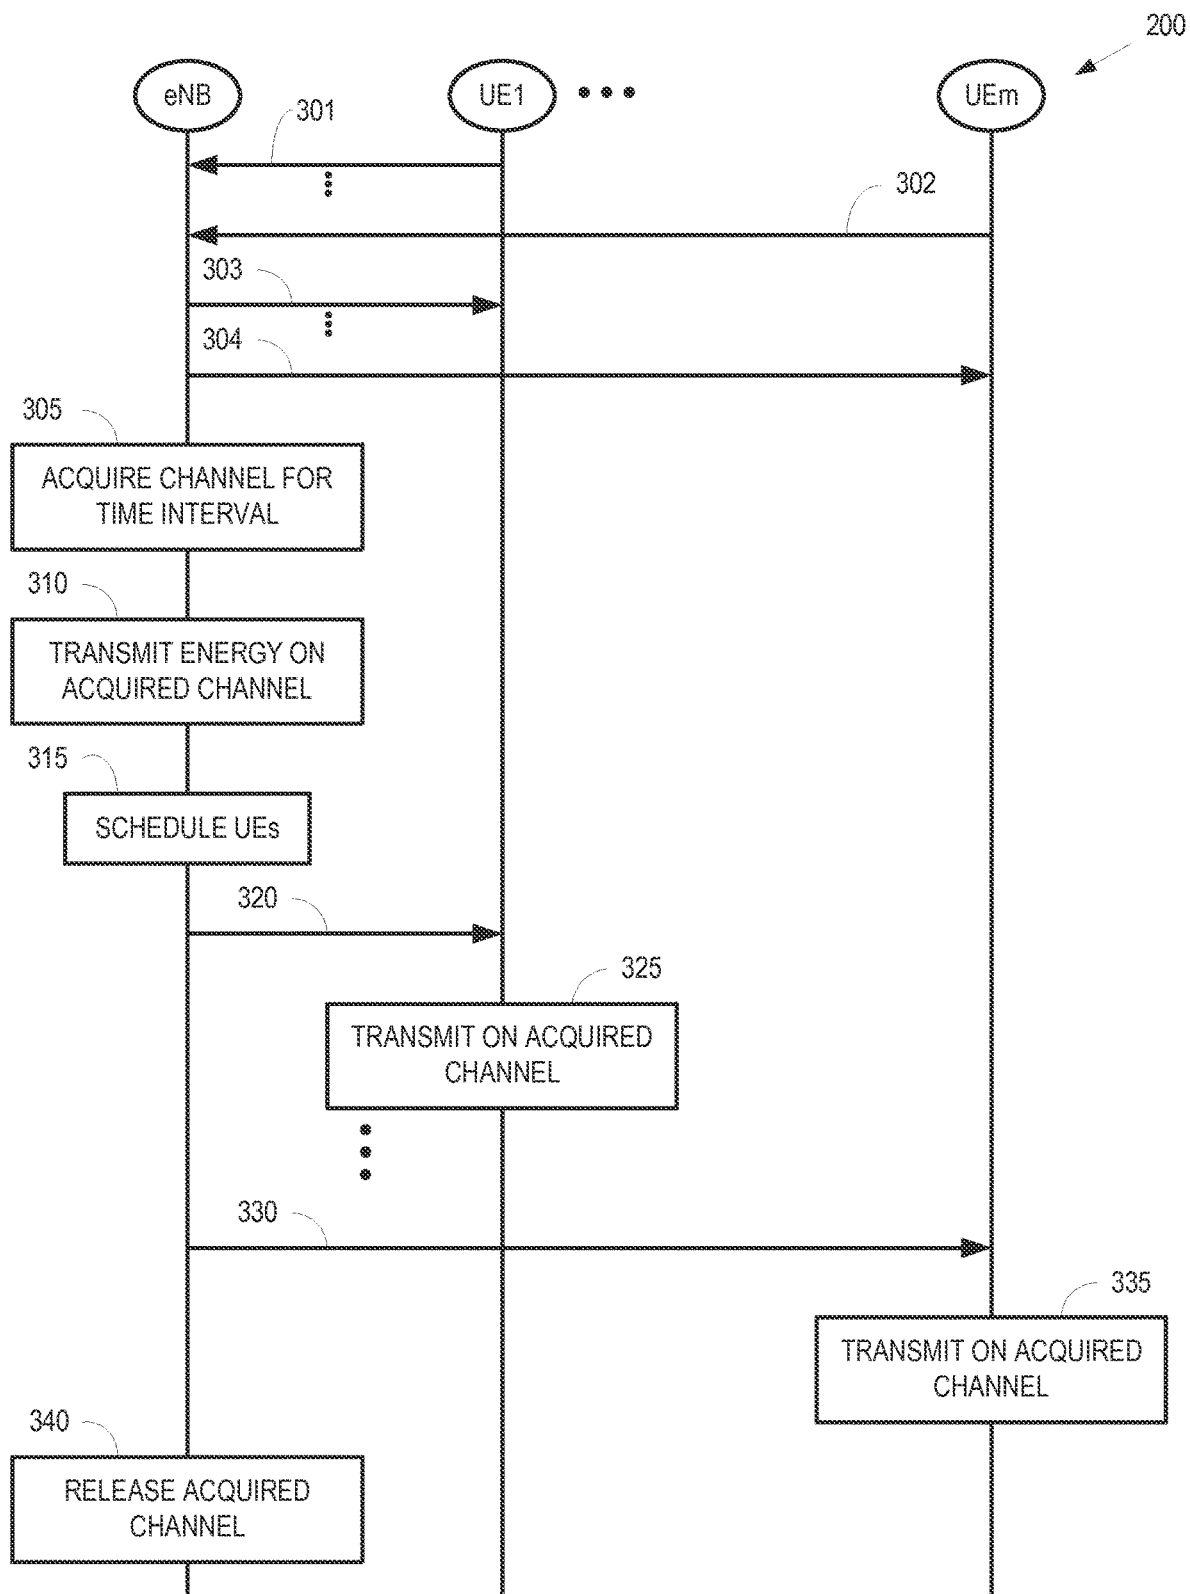 200
eNB
UE1
UEm
301
302
303
304
305
ACQUIRE CHANNEL FOR
TIME INTERVAL
310
TRANSMIT ENERGY ON
ACQUIRED CHANNEL
315
SCHEDULE UEs
320
325
TRANSMIT ON ACQUIRED
CHANNEL
330
335
TRANSMIT ON ACQUIRED
CHANNEL
340
RELEASE ACQUIRED
CHANNEL